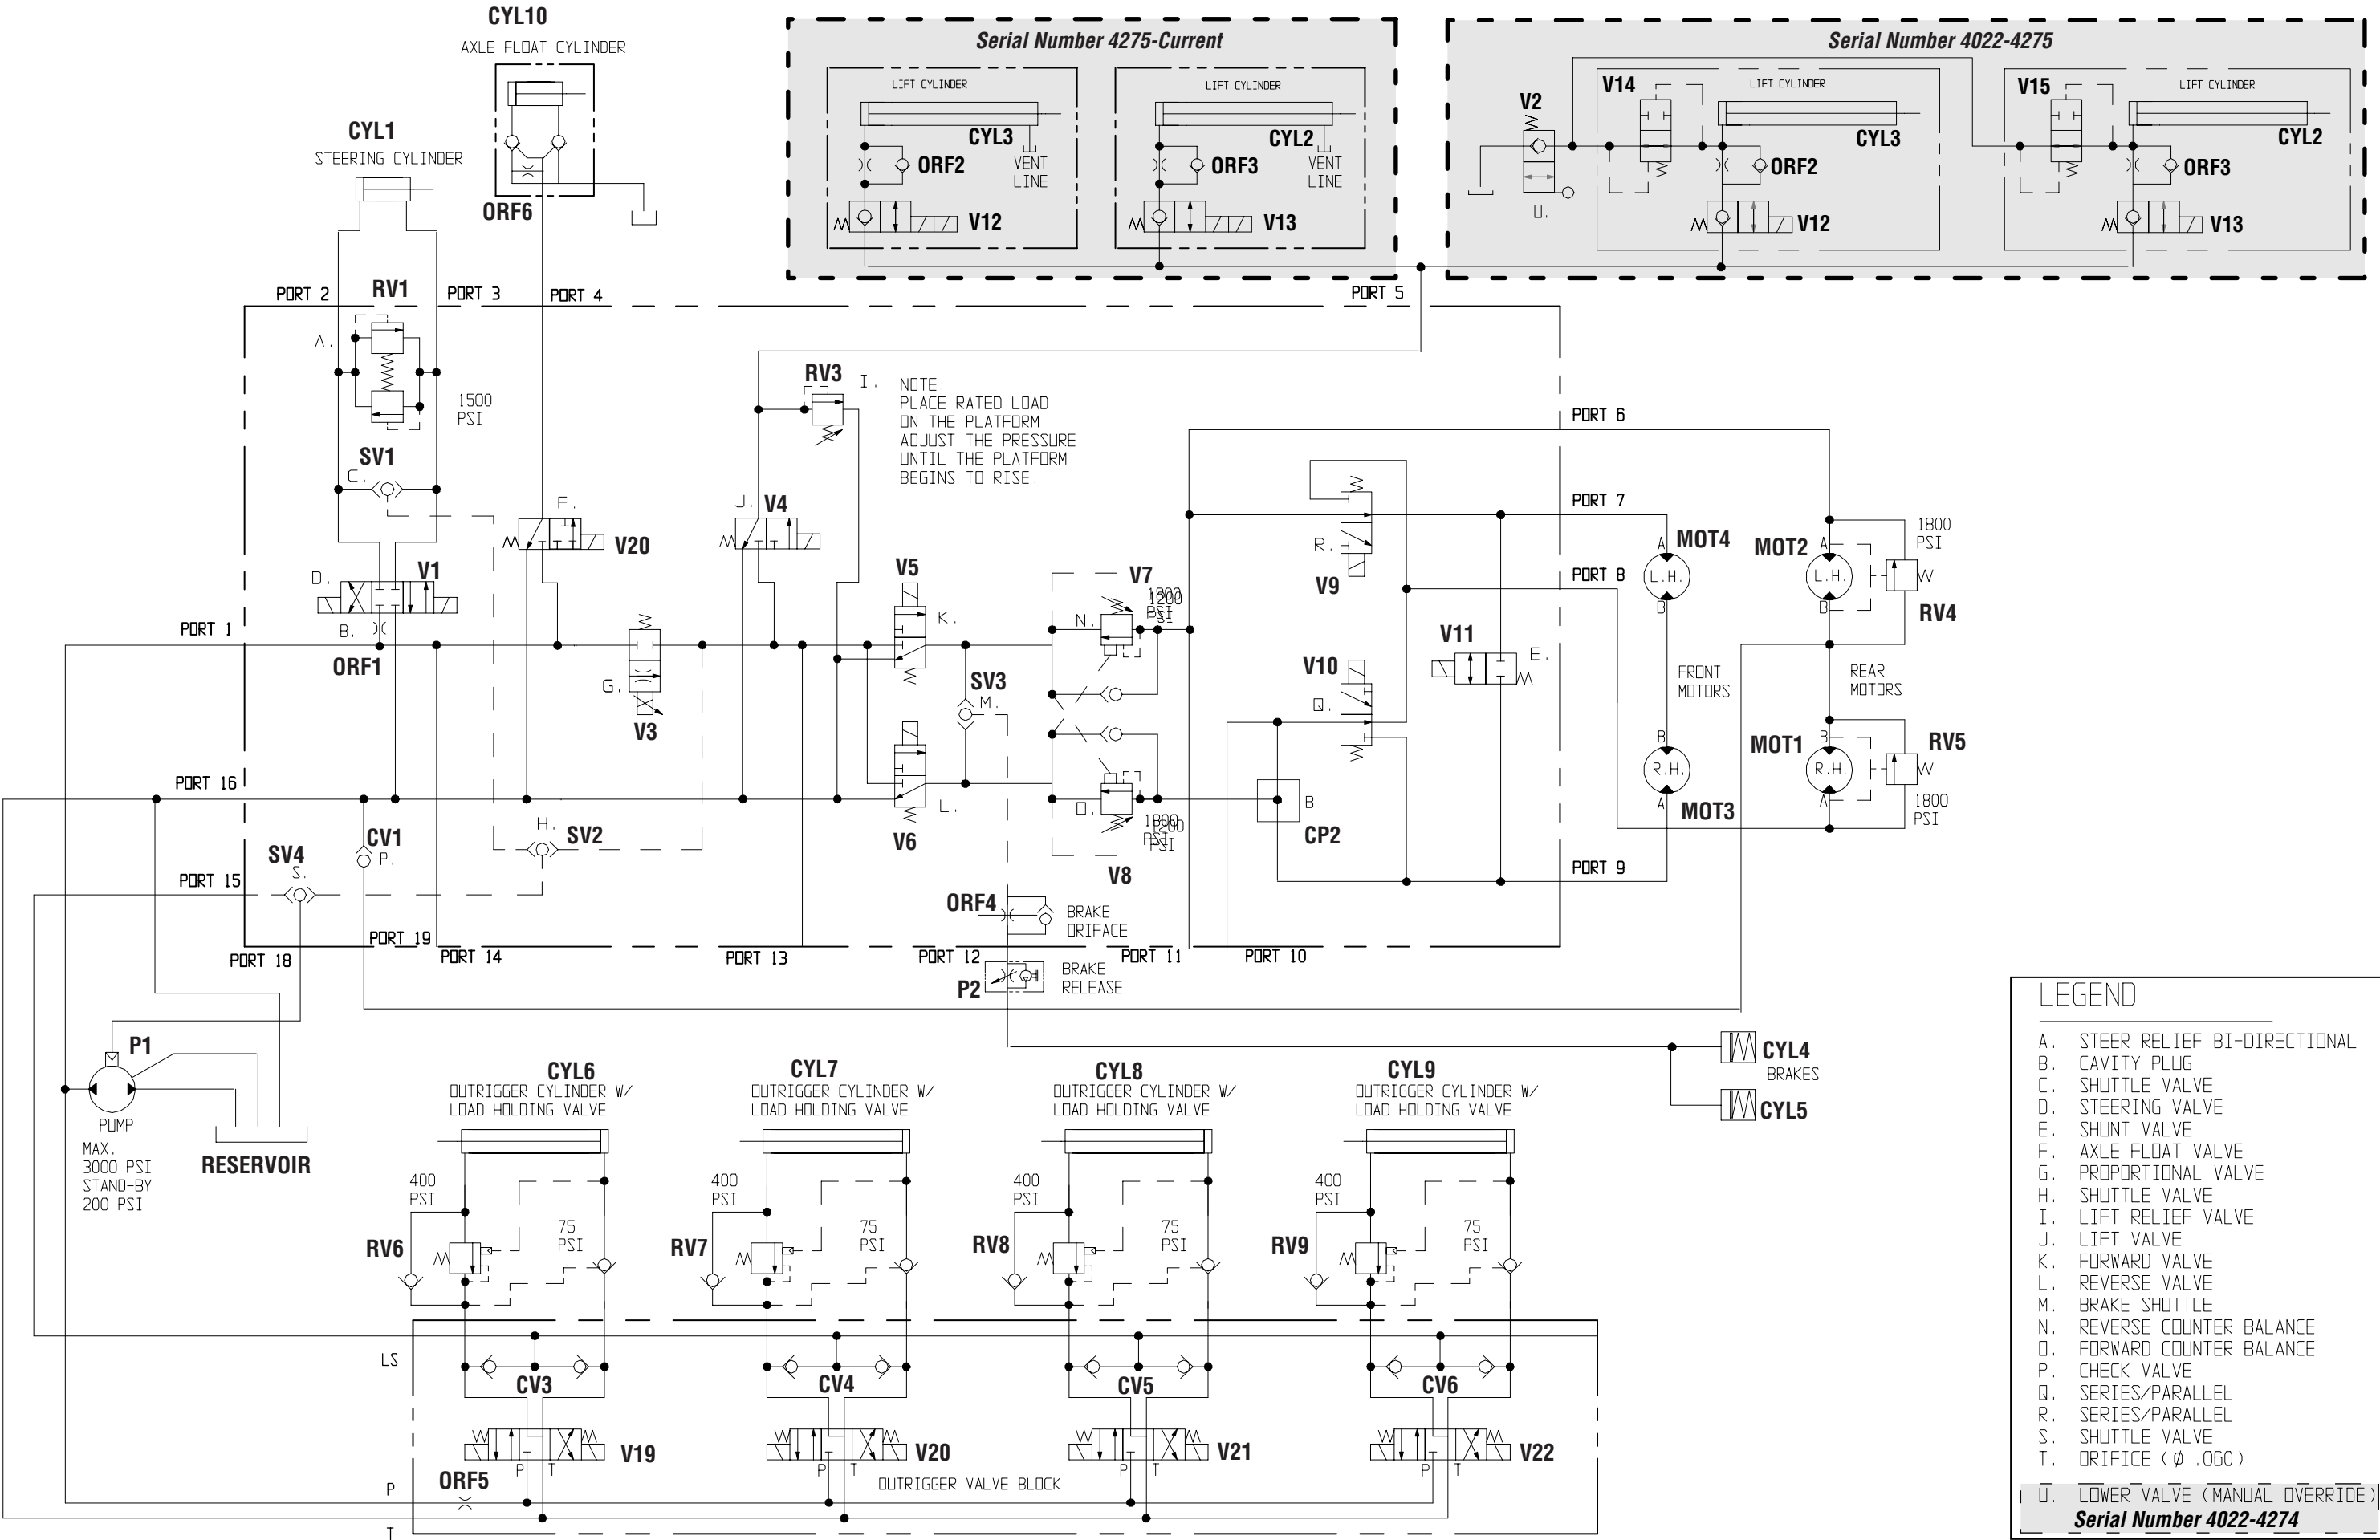 CYL10
AXLE FLOAT CYLINDER
ORF6
CYL1
STEERING CYLINDER
Serial Number 4275-Current
LIFT CYLINDER
CYL3
VENT
LINE
ORF2
V12
LIFT CYLINDER
CYL2
VENT
LINE
ORF3
V13
Serial Number 4022-4275
V2
U.
V14
LIFT CYLINDER
CYL3
ORF2
V12
V15
LIFT CYLINDER
CYL2
ORF3
V13
PORT 2
RV1
PORT 3
PORT 4
PORT 5
A.
1500
PSI
SV1
C.
D.
V1
B.
ORF1
PORT 1
F.
V20
RV3
I.
NOTE:
PLACE RATED LOAD
ON THE PLATFORM
ADJUST THE PRESSURE
UNTIL THE PLATFORM
BEGINS TO RISE.
J.
V4
G.
V3
V5
K.
SV3
M.
V6
L.
V7
1800
1200
PSI
PSI
N.
O.
1800
1200
PSI
PSI
V8
R.
V9
V10
Q.
V11
E.
B
CP2
PORT 6
PORT 7
PORT 8
PORT 9
A
MOT4
L.H.
B
FRONT
MOTORS
B
R.H.
A
MOT3
MOT2
A
L.H.
B
1800
PSI
RV4
REAR
MOTORS
MOT1
B
R.H.
A
RV5
1800
PSI
PORT 16
CV1
P.
H.
SV2
SV4
S.
PORT 15
PORT 18
PORT 19
PORT 14
PORT 13
PORT 12
PORT 11
PORT 10
ORF4
BRAKE
ORIFACE
P2
BRAKE
RELEASE
P1
PUMP
MAX.
3000 PSI
STAND-BY
200 PSI
RESERVOIR
CYL4
BRAKES
CYL5
CYL6
OUTRIGGER CYLINDER W/
LOAD HOLDING VALVE
400
PSI
75
PSI
RV6
CYL7
OUTRIGGER CYLINDER W/
LOAD HOLDING VALVE
400
PSI
75
PSI
RV7
CYL8
OUTRIGGER CYLINDER W/
LOAD HOLDING VALVE
400
PSI
75
PSI
RV8
CYL9
OUTRIGGER CYLINDER W/
LOAD HOLDING VALVE
400
PSI
75
PSI
RV9
LS
CV3
CV4
CV5
CV6
V19
P T
V20
P T
V21
P T
V22
P T
ORF5
P
OUTRIGGER VALVE BLOCK
T
LEGEND
A. STEER RELIEF BI-DIRECTIONAL
B. CAVITY PLUG
C. SHUTTLE VALVE
D. STEERING VALVE
E. SHUNT VALVE
F. AXLE FLOAT VALVE
G. PROPORTIONAL VALVE
H. SHUTTLE VALVE
I. LIFT RELIEF VALVE
J. LIFT VALVE
K. FORWARD VALVE
L. REVERSE VALVE
M. BRAKE SHUTTLE
N. REVERSE COUNTER BALANCE
O. FORWARD COUNTER BALANCE
P. CHECK VALVE
Q. SERIES/PARALLEL
R. SERIES/PARALLEL
S. SHUTTLE VALVE
T. ORIFICE (Ø .060)
U. LOWER VALVE (MANUAL OVERRIDE)
Serial Number 4022-4274